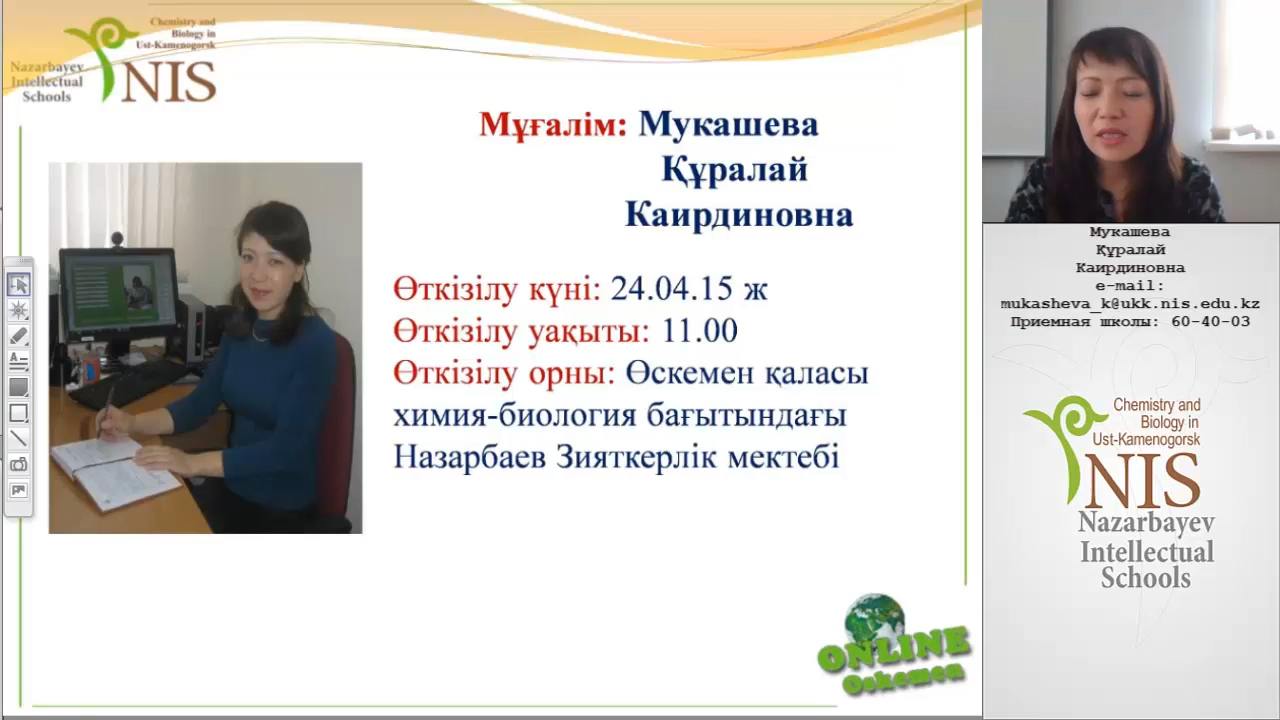 Chemistry and
Biology in
Ust-Kamenogorsk
Nazarbayev
Intellectual
Schools
NIS
Мұғалім: Мукашева
Құралай
Каирдиновна
Өткізілу күні: 24.04.15 ж
Өткізілу уақыты: 11.00
Өткізілу орны: Өскемен қаласы
химия-биология бағытындағы
Назарбаев Зияткерлік мектебі
ONLINE
Өскемен
Мукашева
Құралай
Каирдиновна
e-mail:
mukasheva_k@ukk.nis.edu.kz
Приемная школы: 60-40-03
Chemistry and
Biology in
Ust-Kamenogorsk
NIS
Nazarbayev
Intellectual
Schools